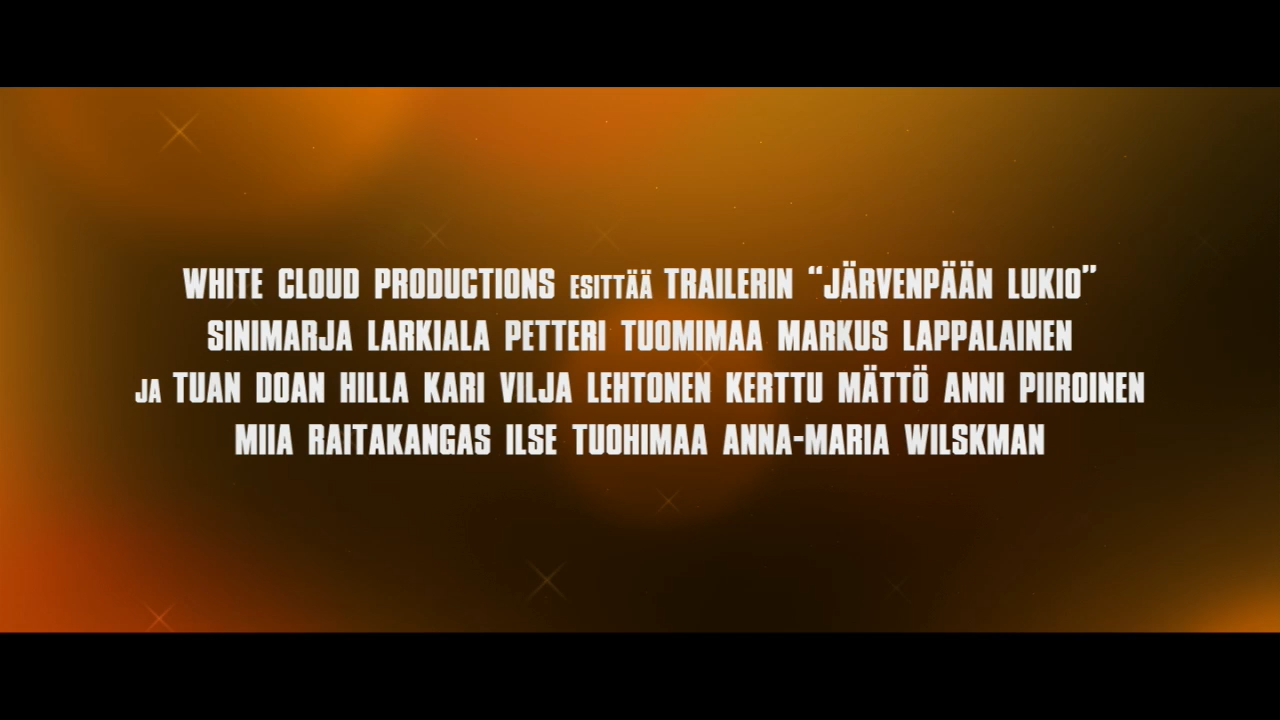 WHITE CLOUD PRODUCTIONS ESITTÄÄ TRAILERIN “JÄRVENPÄÄN LUKIO”
SINIMARJA LARKIALA PETTERI TUOMIMAA MARKUS LAPPALAINEN
JA TUAN DOAN HILLA KARI VILJA LEHTONEN KERTTU MÄTTÖ ANNI PIIROINEN
MIIA RAITAKANGAS ILSE TUOHIMAA ANNA-MARIA WILSKMAN